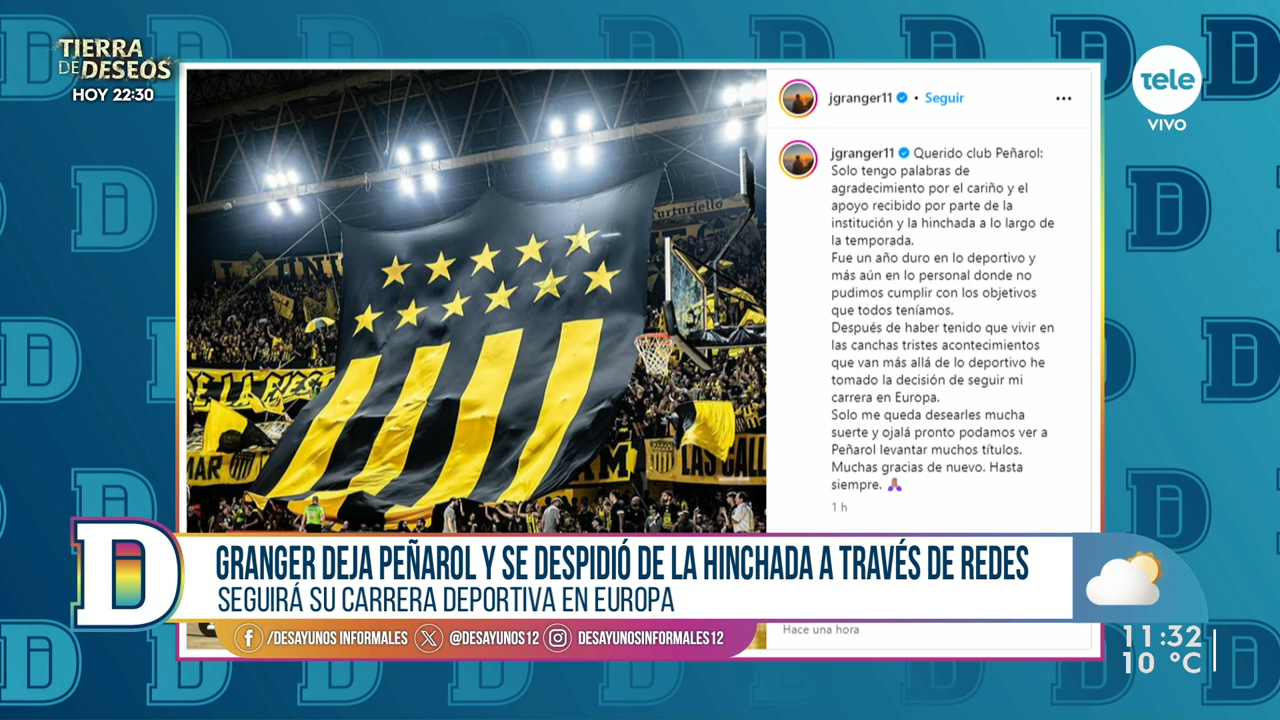 TIERRA
DE DESEOS
HOY 22:30
tele
VIVO
jgranger11 • Seguir
jgranger11 Querido club Peñarol:
Solo tengo palabras de
agradecimiento por el cariño y el
apoyo recibido por parte de la
institución y la hinchada a lo largo de
la temporada.
Fue un año duro en lo deportivo y
más aún en lo personal donde no
pudimos cumplir con los objetivos
que todos teníamos.
Después de haber tenido que vivir en
las canchas tristes acontecimientos
que van más allá de lo deportivo he
tomado la decisión de seguir mi
carrera en Europa.
Solo me queda desearles mucha
suerte y ojalá pronto podamos ver a
Peñarol levantar muchos títulos.
Muchas gracias de nuevo. Hasta
siempre. 🙏🏽
1 h
Turturiello
MAR
LAS CALL
D
GRANGER DEJA PEÑAROL Y SE DESPIDIÓ DE LA HINCHADA A TRAVÉS DE REDES
SEGUIRÁ SU CARRERA DEPORTIVA EN EUROPA
/DESAYUNOS INFORMALES @DESAYUNOS12 DESAYUNOSINFORMALES12
Hace una hora
11:32
10 °C